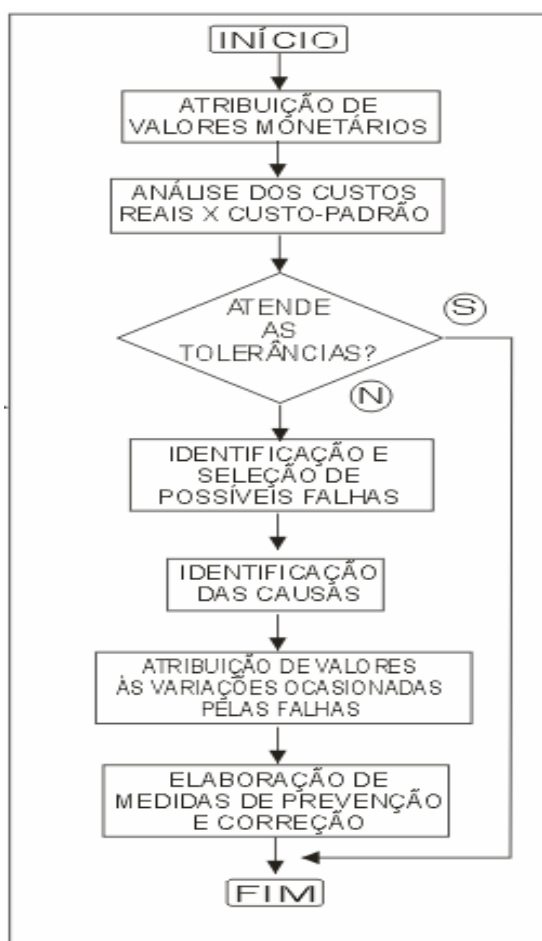 INÍCIO
ATRIBUIÇÃO DE
VALORES MONETÁRIOS
ANÁLISE DOS CUSTOS
REAIS X CUSTO-PADRÃO
ATENDE
AS
TOLERÂNCIAS?
S
N
IDENTIFICAÇÃO E
SELEÇÃO DE
POSSÍVEIS FALHAS
IDENTIFICAÇÃO
DAS CAUSAS
ATRIBUIÇÃO DE VALORES
ÀS VARIAÇÕES OCASIONADAS
PELAS FALHAS
ELABORAÇÃO DE
MEDIDAS DE PREVENÇÃO
E CORREÇÃO
FIM